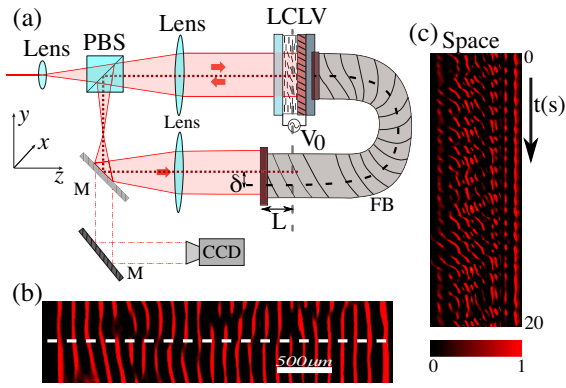 (a)
Lens
PBS
Lens
LCLV
V0
y
x
z
M
Lens
δ
L
FB
M
CCD
(b)
500μm
(c)
Space
0
t(s)
20
0
1